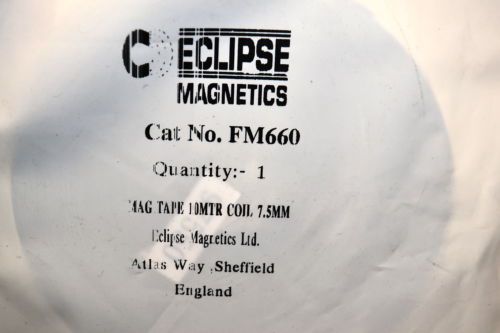 ECLIPSE
MAGNETICS
Cat No. FM660
Quantity:- 1
MAG TAPE 10MTR COIL 7.5MM
Eclipse Magnetics Ltd.
Atlas Way ,Sheffield
England